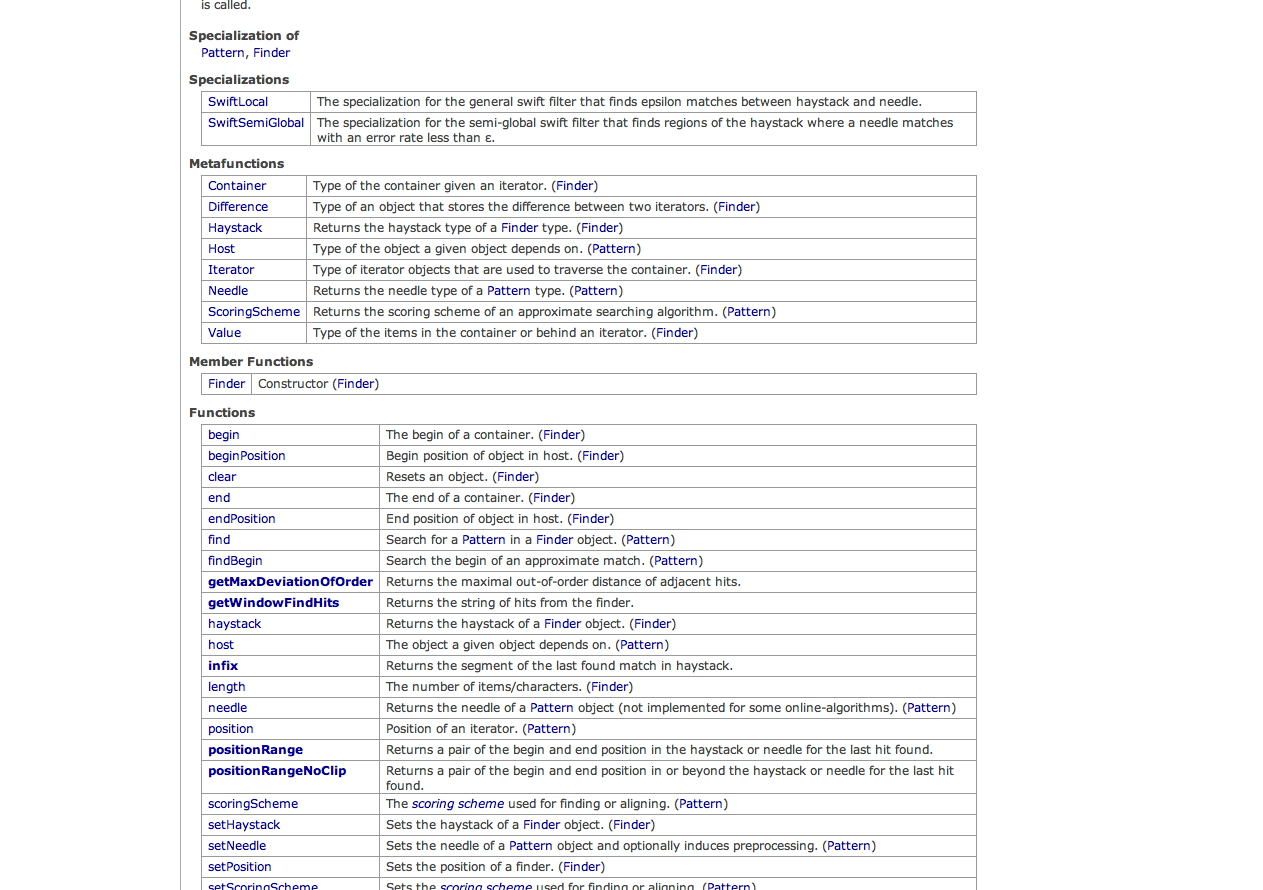 is called.
Specialization of
Pattern, Finder
Specializations
SwiftLocal The specialization for the general swift filter that finds epsilon matches between haystack and needle.
SwiftSemiGlobal The specialization for the semi-global swift filter that finds regions of the haystack where a needle matches
with an error rate less than ε.
Metafunctions
Container Type of the container given an iterator. (Finder)
Difference Type of an object that stores the difference between two iterators. (Finder)
Haystack Returns the haystack type of a Finder type. (Finder)
Host Type of the object a given object depends on. (Pattern)
Iterator Type of iterator objects that are used to traverse the container. (Finder)
Needle Returns the needle type of a Pattern type. (Pattern)
ScoringScheme Returns the scoring scheme of an approximate searching algorithm. (Pattern)
Value Type of the items in the container or behind an iterator. (Finder)
Member Functions
Finder Constructor (Finder)
Functions
begin The begin of a container. (Finder)
beginPosition Begin position of object in host. (Finder)
clear Resets an object. (Finder)
end The end of a container. (Finder)
endPosition End position of object in host. (Finder)
find Search for a Pattern in a Finder object. (Pattern)
findBegin Search the begin of an approximate match. (Pattern)
getMaxDeviationOfOrder Returns the maximal out-of-order distance of adjacent hits.
getWindowFindHits Returns the string of hits from the finder.
haystack Returns the haystack of a Finder object. (Finder)
host The object a given object depends on. (Pattern)
infix Returns the segment of the last found match in haystack.
length The number of items/characters. (Finder)
needle Returns the needle of a Pattern object (not implemented for some online-algorithms). (Pattern)
position Position of an iterator. (Pattern)
positionRange Returns a pair of the begin and end position in the haystack or needle for the last hit found.
positionRangeNoClip Returns a pair of the begin and end position in or beyond the haystack or needle for the last hit
found.
scoringScheme The scoring scheme used for finding or aligning. (Pattern)
setHaystack Sets the haystack of a Finder object. (Finder)
setNeedle Sets the needle of a Pattern object and optionally induces preprocessing. (Pattern)
setPosition Sets the position of a finder. (Finder)
setScoringScheme Sets the scoring scheme used for finding or aligning. (Pattern)